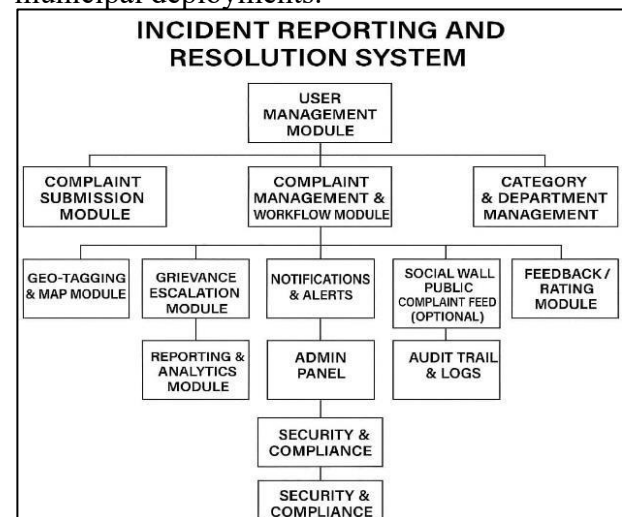 municipal deployments.
INCIDENT REPORTING AND
RESOLUTION SYSTEM
USER
MANAGEMENT
MODULE
COMPLAINT
SUBMISSION
MODULE
COMPLAINT
MANAGEMENT &
WORKFLOW MODULE
CATEGORY
& DEPARTMENT
MANAGEMENT
GEO-TAGGING
& MAP MODULE
GRIEVANCE
ESCALATION
MODULE
NOTIFICATIONS
& ALERTS
SOCIAL WALL
PUBLIC
COMPLAINT FEED
(OPTIONAL)
FEEDBACK /
RATING
MODULE
REPORTING &
ANALYTICS
MODULE
ADMIN
PANEL
AUDIT TRAIL
& LOGS
SECURITY &
COMPLIANCE
SECURITY &
COMPLIANCE